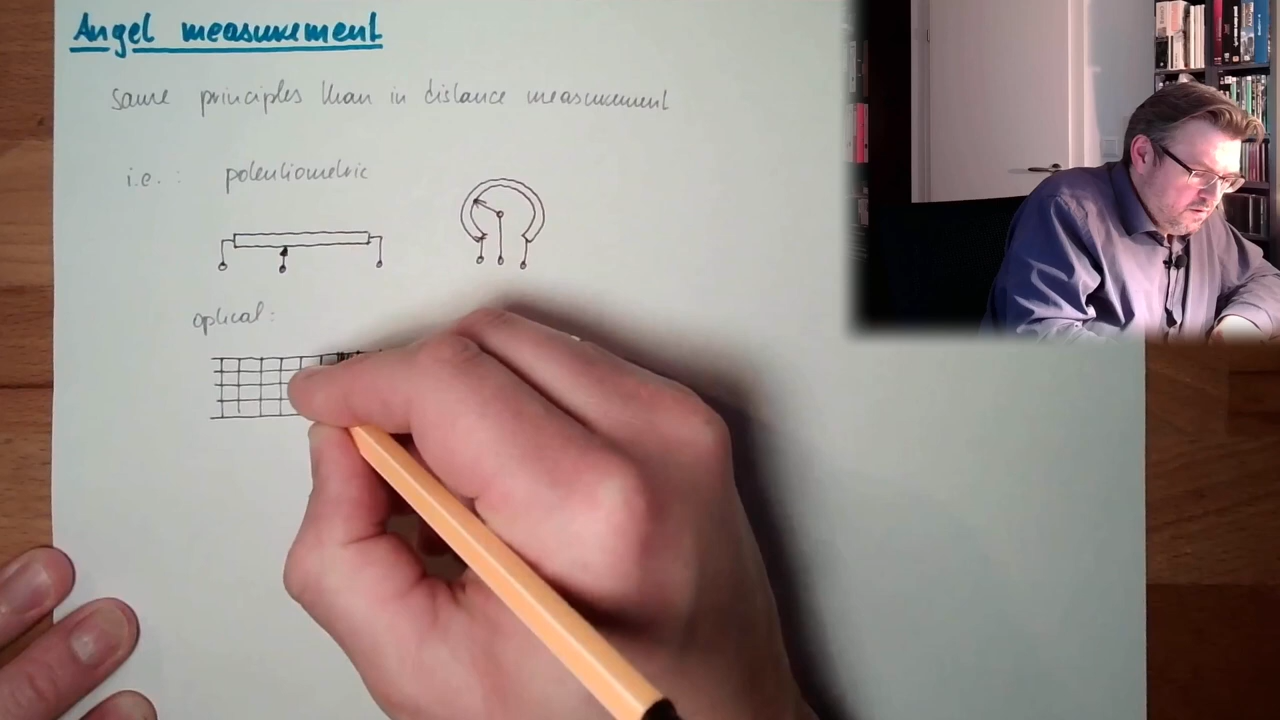 Angel measurement
same principles than in distance measurement
i.e.: potentiometric
optical: